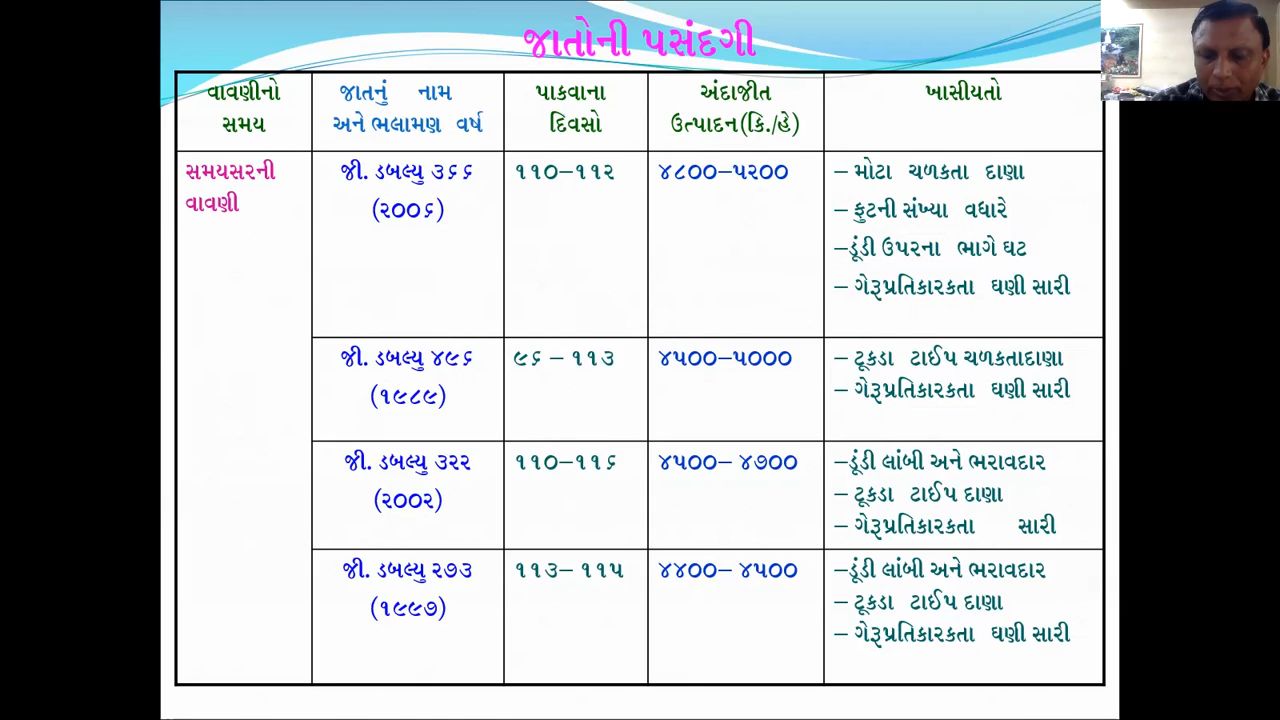 જાતોની પસંદગી
વાવણીનો
સમય
જાતનું નામ
અને ભલામણ વર્ષ
પાકવાના
દિવસો
અંદાજીત
ઉત્પાદન(કિ./હે)
ખાસીયતો
સમયસરની
વાવણી
જી. ડબલ્યુ ૩૬૬
(૨૦૦૬)
૧૧૦–૧૧૨
૪૮૦૦–૫૨૦૦
– મોટા ચળકતા દાણા
– ફુટની સંખ્યા વધારે
–ડૂંડી ઉપરના ભાગે ઘટ
– ગેરૂપ્રતિકારકતા ઘણી સારી
જી. ડબલ્યુ ૪૯૬
(૧૯૮૯)
૯૬ – ૧૧૩
૪૫૦૦–૫૦૦૦
– ટૂકડા ટાઈપ ચળકતાદાણા
– ગેરૂપ્રતિકારકતા ઘણી સારી
જી. ડબલ્યુ ૩૨૨
(૨૦૦૨)
૧૧૦–૧૧૬
૪૫૦૦– ૪૭૦૦
–ડૂંડી લાંબી અને ભરાવદાર
– ટૂકડા ટાઈપ દાણા
– ગેરૂપ્રતિકારકતા સારી
જી. ડબલ્યુ ૨૭૩
(૧૯૯૭)
૧૧૩– ૧૧૫
૪૪૦૦– ૪૫૦૦
–ડૂંડી લાંબી અને ભરાવદાર
– ટૂકડા ટાઈપ દાણા
– ગેરૂપ્રતિકારકતા ઘણી સારી